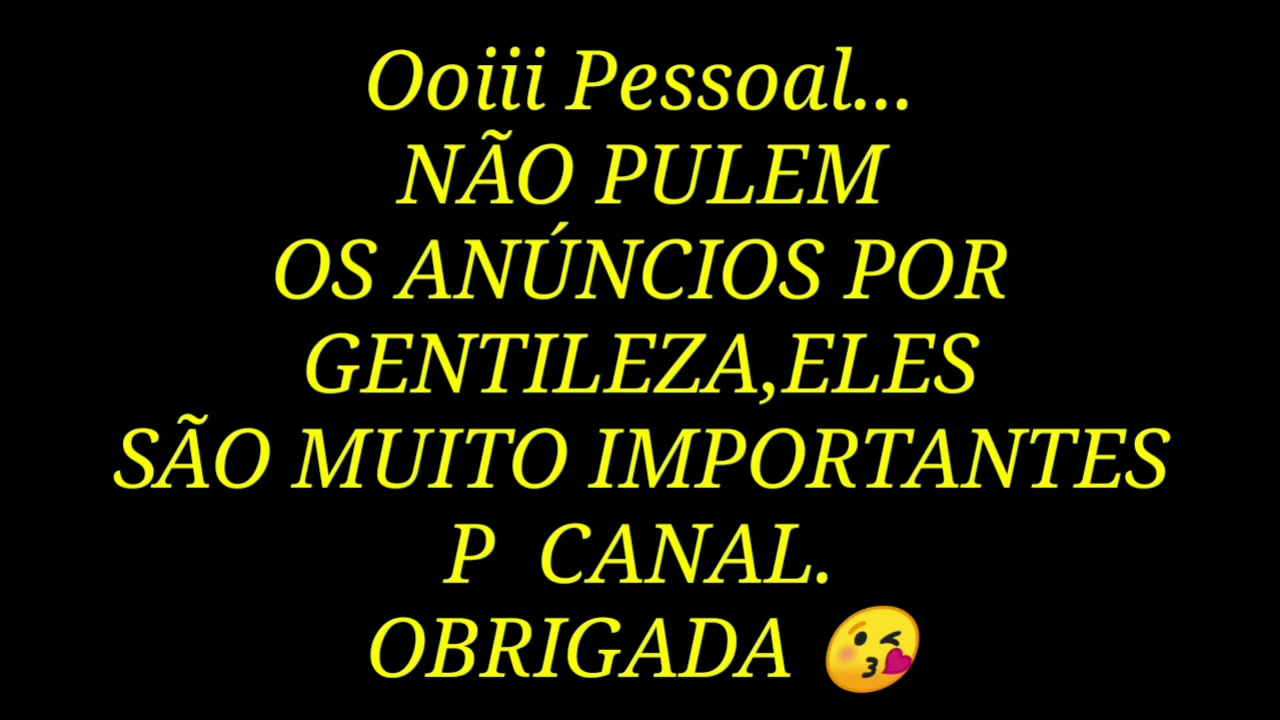 Ooiii Pessoal...
NÃO PULEM
OS ANÚNCIOS POR
GENTILEZA,ELES
SÃO MUITO IMPORTANTES
P  CANAL.
OBRIGADA 😘